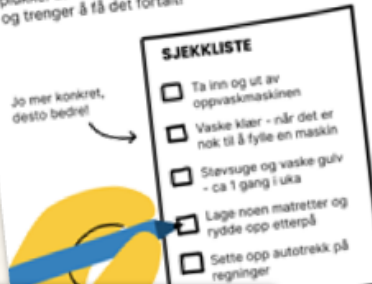 og trenger å få det fortalt!
SJEKKLISTE
Jo mer konkret,
desto bedre!
Ta inn og ut av
oppvaskmaskinen
Vaske klær - når det er
nok til å fylle en maskin
Støvsuge og vaske gulv
- ca 1 gang i uka
Lage noen matretter og
rydde opp etterpå
Sette opp autotrekk på
regninger